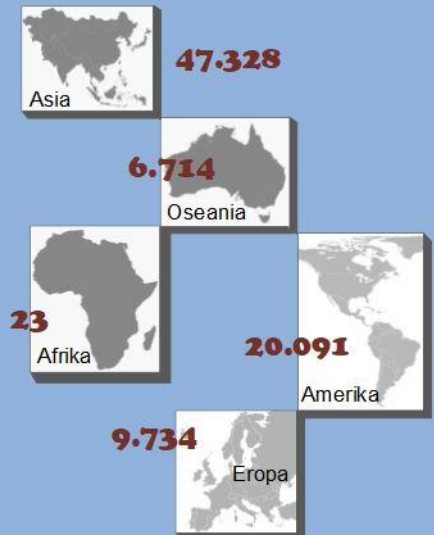 47.328
Asia
6.714
Oseania
23
Afrika
20.091
Amerika
9.734
Eropa